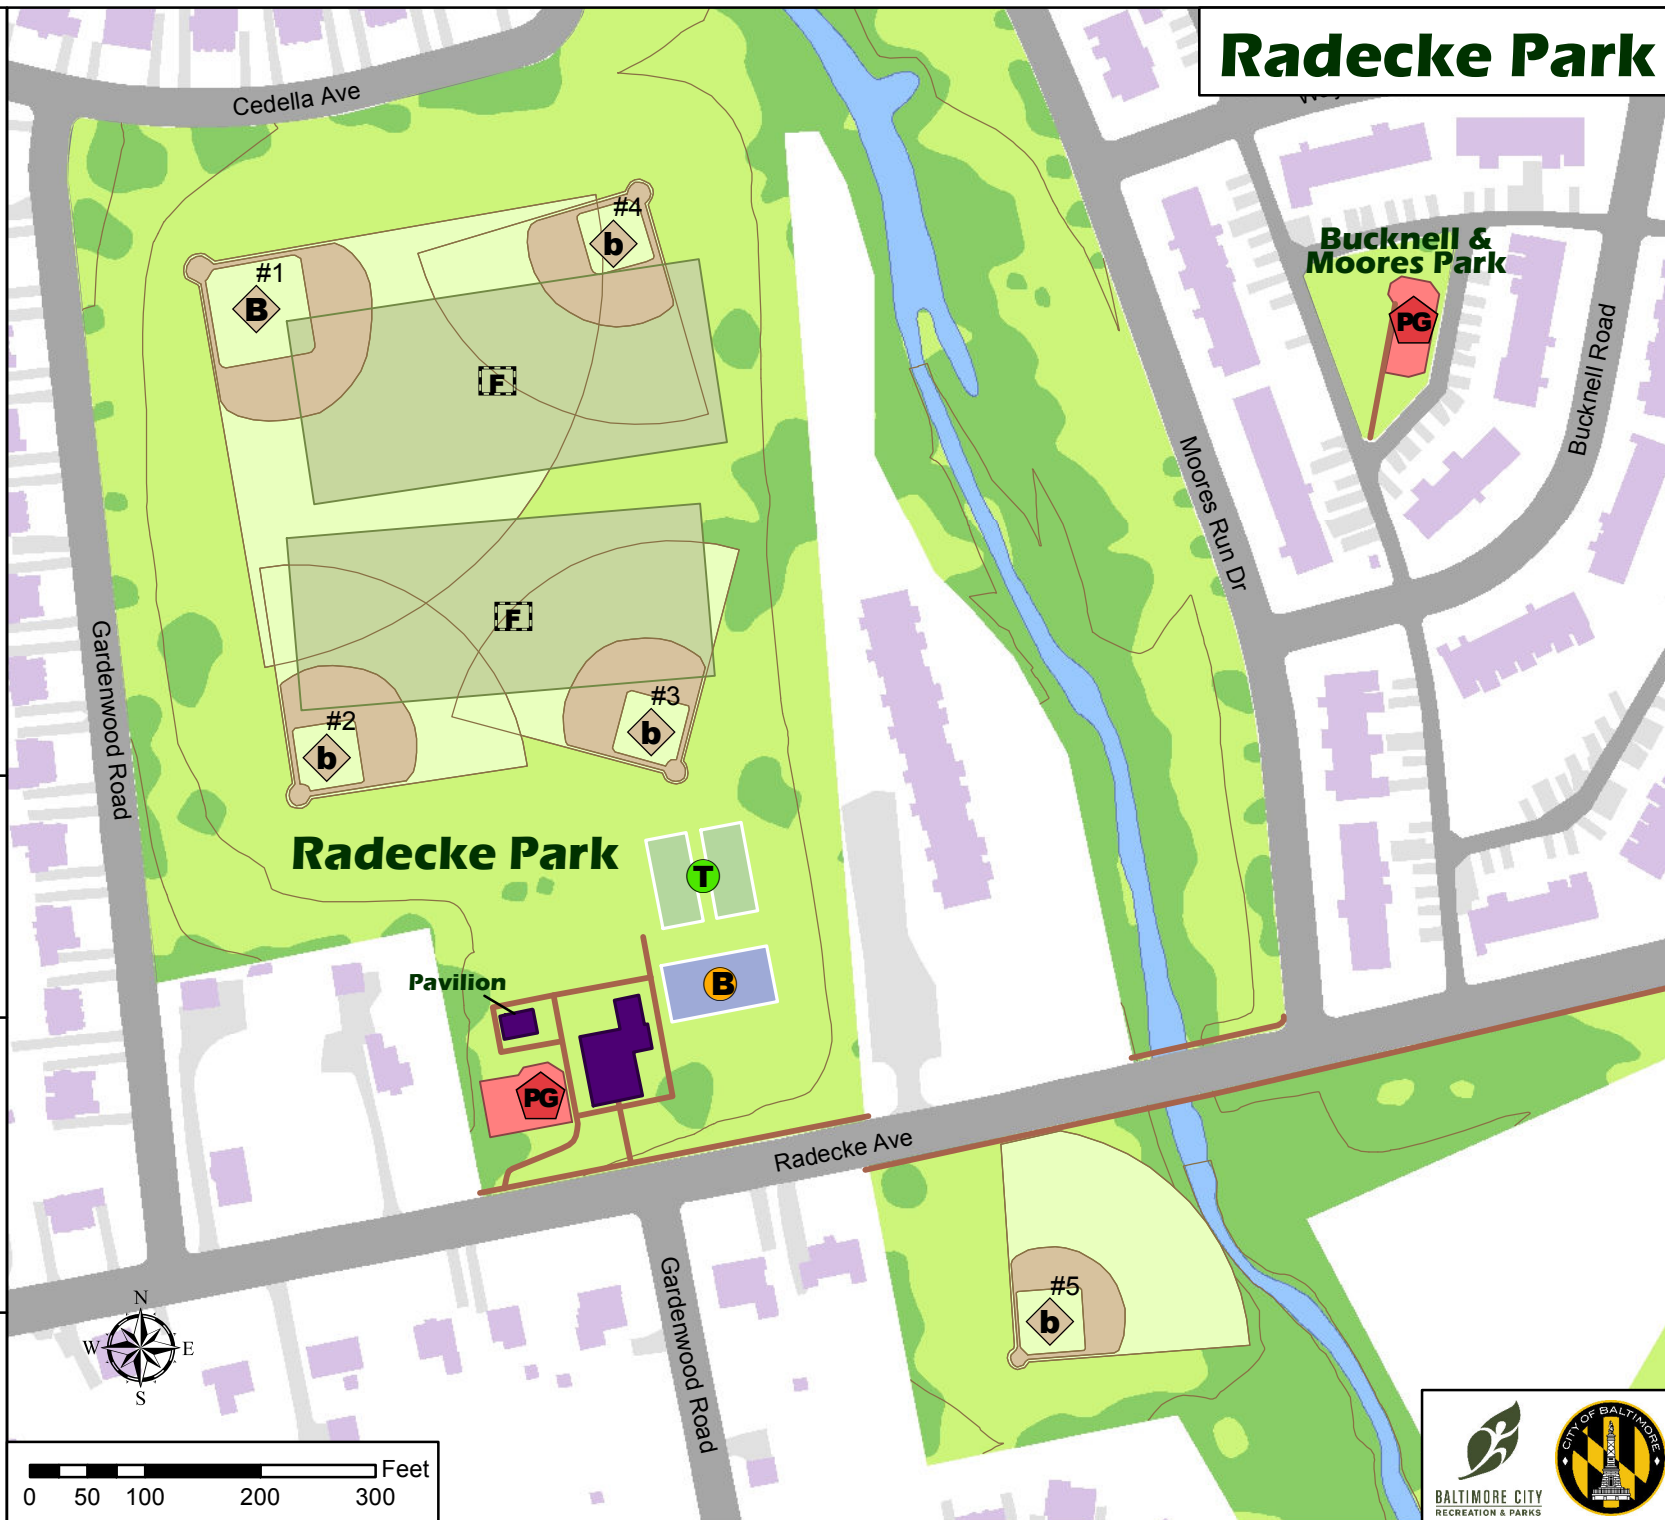 Radecke Park
Cedella Ave
#4
b
#1
B
Bucknell &
Moores Park
PG
F
Bucknell Road
Moores Run Dr
F
Gardenwood Road
#3
b
#2
b
Radecke Park
T
Pavilion
B
PG
Radecke Ave
#5
b
Gardenwood Road
N
W E
S
Feet
0 50 100 200 300
BALTIMORE CITY
RECREATION & PARKS
CITY OF BALTIMORE